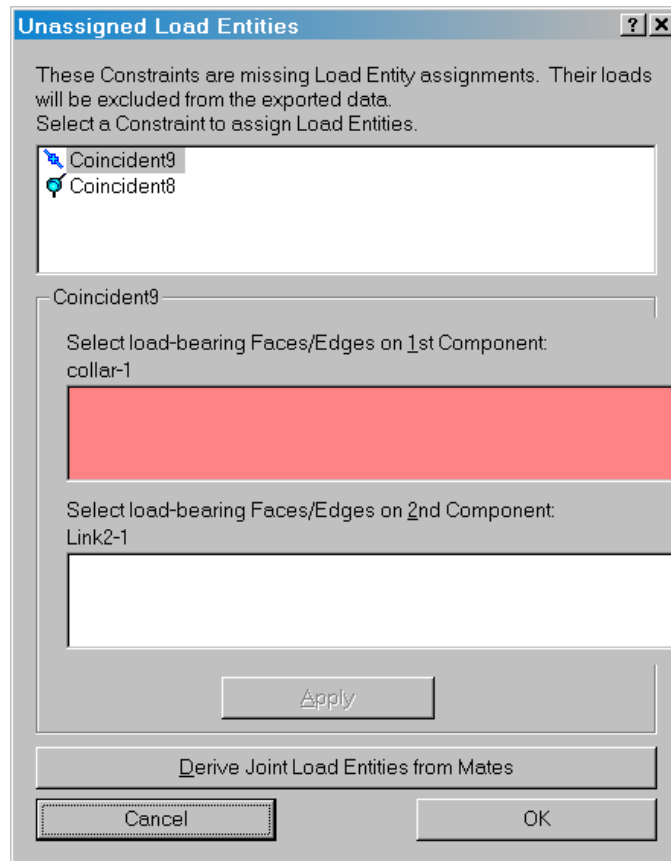 Unassigned Load Entities
These Constraints are missing Load Entity assignments. Their loads
will be excluded from the exported data.
Select a Constraint to assign Load Entities.
Coincident9
Coincident8
Coincident9
Select load-bearing Faces/Edges on 1st Component:
collar-1
Select load-bearing Faces/Edges on 2nd Component:
Link2-1
Apply
Derive Joint Load Entities from Mates
Cancel
OK